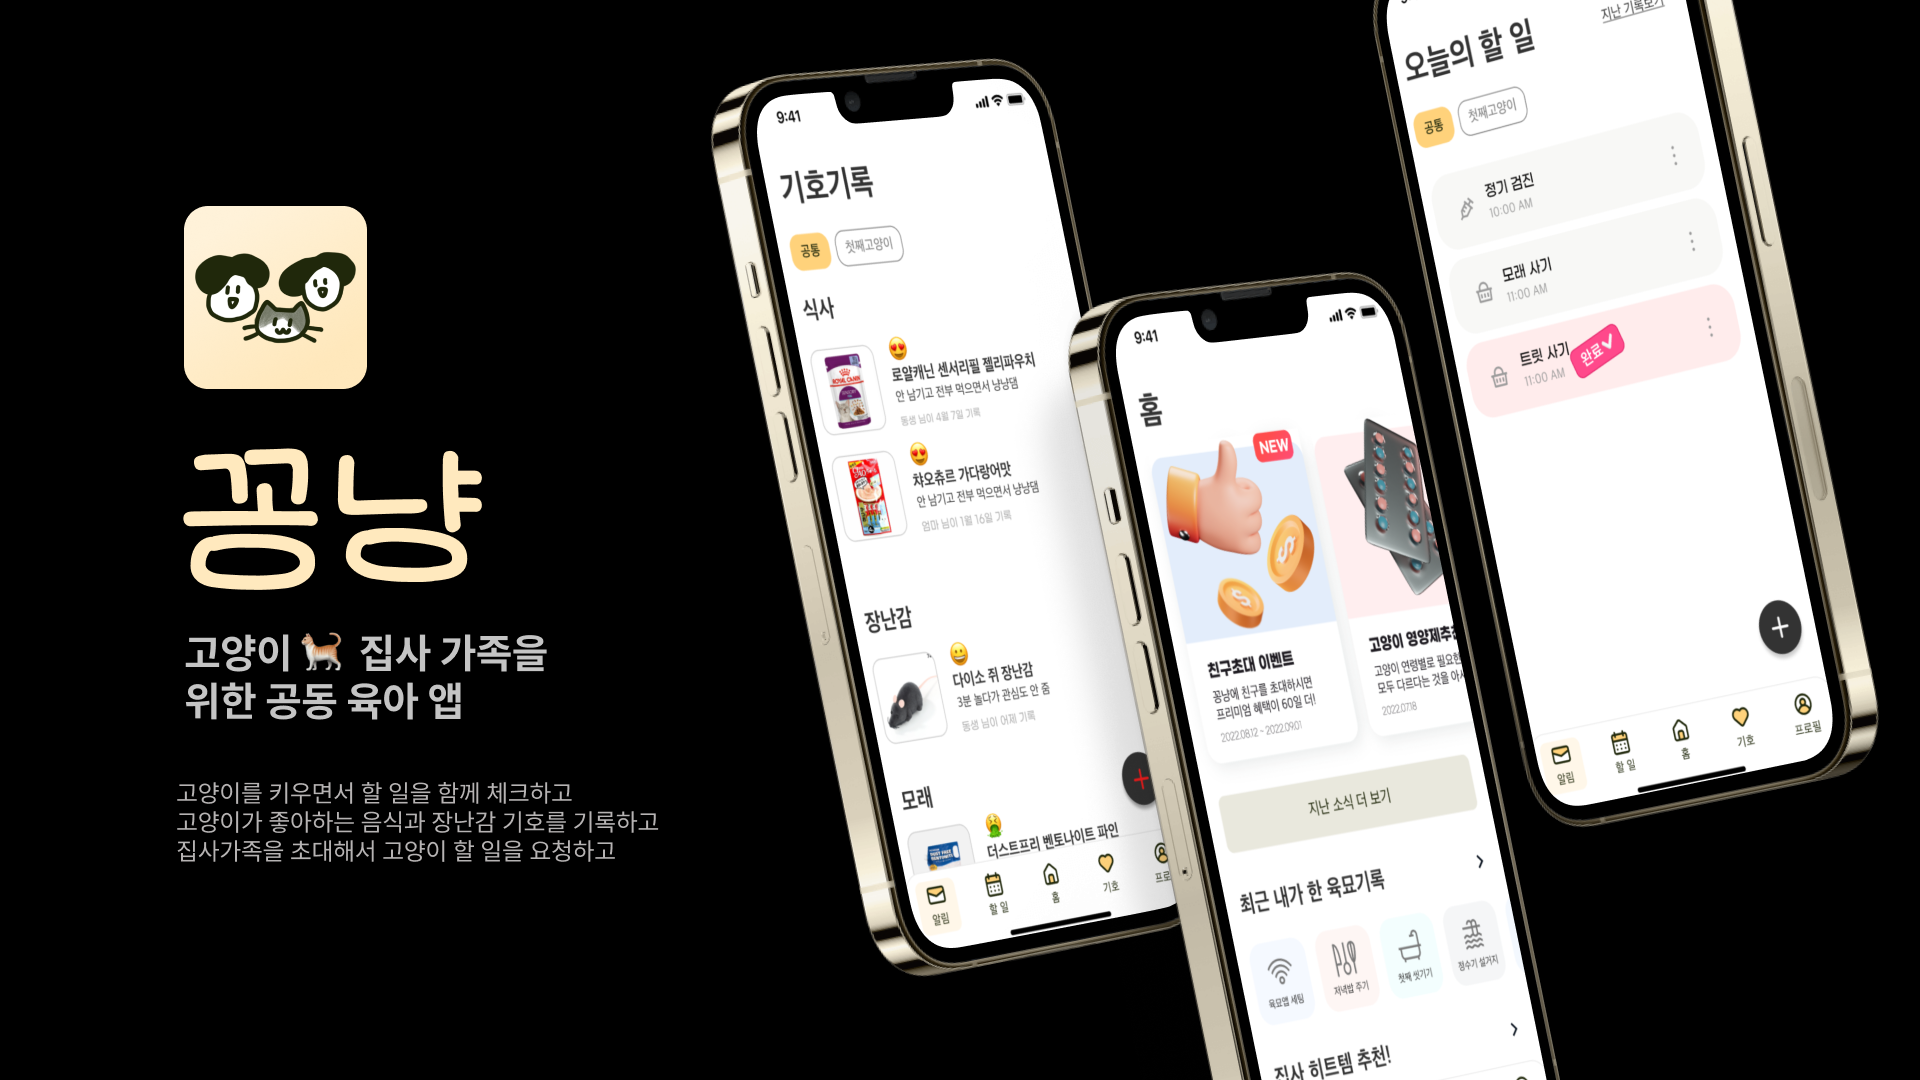 꽁냥
고양이 🐈 집사 가족을
위한 공동 육아 앱
고양이를 키우면서 할 일을 함께 체크하고
고양이가 좋아하는 음식과 장난감 기호를 기록하고
집사가족을 초대해서 고양이 할 일을 요청하고
9:41
기호기록
공통 첫째고양이
식사
ROYAL CANIN
로얄캐닌 센서리필 젤리파우치
안 남기고 전부 먹으면서 냥냥댐
동생 님이 4월 7일 기록
챠오츄르 가다랑어맛
안 남기고 전부 먹으면서 냥냥댐
엄마 님이 1월 16일 기록
장난감
다이소 쥐 장난감
3분 놀다가 관심도 안 줌
동생 님이 어제 기록
모래
더스트프리 벤토나이트 파인
알림 할 일 홈 기호
9:41
홈
NEW
친구초대 이벤트
꽁냥에 친구를 초대하시면
프리미엄 혜택이 60일 더!
2022.08.12 ~ 2022.09.01
고양이 영양제추
고양이 연령별로 필요한
모두 다르다는 것을 아
2022.07.18
지난 소식 더 보기
최근 내가 한 육묘기록
육묘앱 세팅
저녁밥 주기
첫째 씻기기
정수기 설거지
집사 히트템 추천!
지난 기록보기
오늘의 할 일
공통 첫째고양이
정기 검진
10:00 AM
모래 사기
11:00 AM
트릿 사기
완료
11:00 AM
알림 할 일 홈 기호 프로필